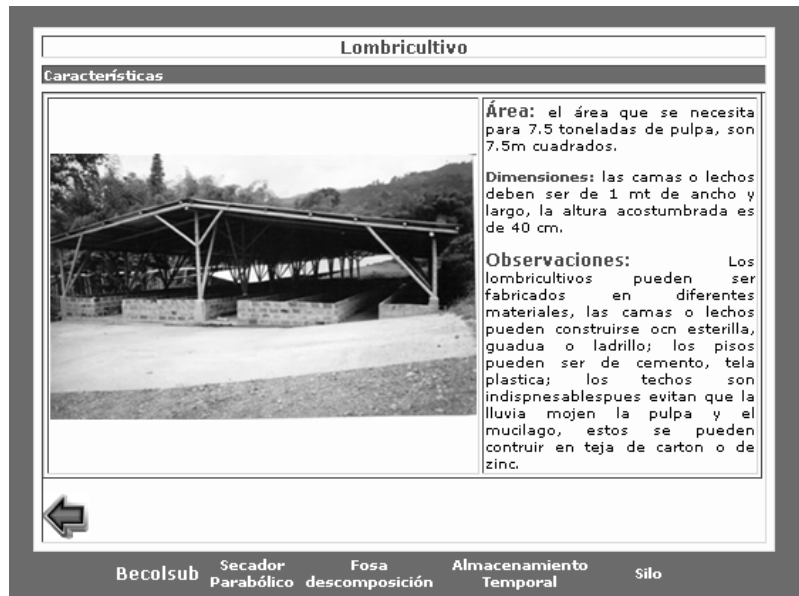 Lombricultivo
Características
Área: el área que se necesita
para 7.5 toneladas de pulpa, son
7.5m cuadrados.
Dimensiones: las camas o lechos
deben ser de 1 mt de ancho y
largo, la altura acostumbrada es
de 40 cm.
Observaciones: Los
lombricultivos pueden ser
fabricados en diferentes
materiales, las camas o lechos
pueden construirse ocn esterilla,
guadua o ladrillo; los pisos
pueden ser de cemento, tela
plastica; los techos son
indispnesablespues evitan que la
lluvia mojen la pulpa y el
mucilago, estos se pueden
contruir en teja de carton o de
zinc.
Becolsub
Secador
Parabólico
Fosa
descomposición
Almacenamiento
Temporal
Silo